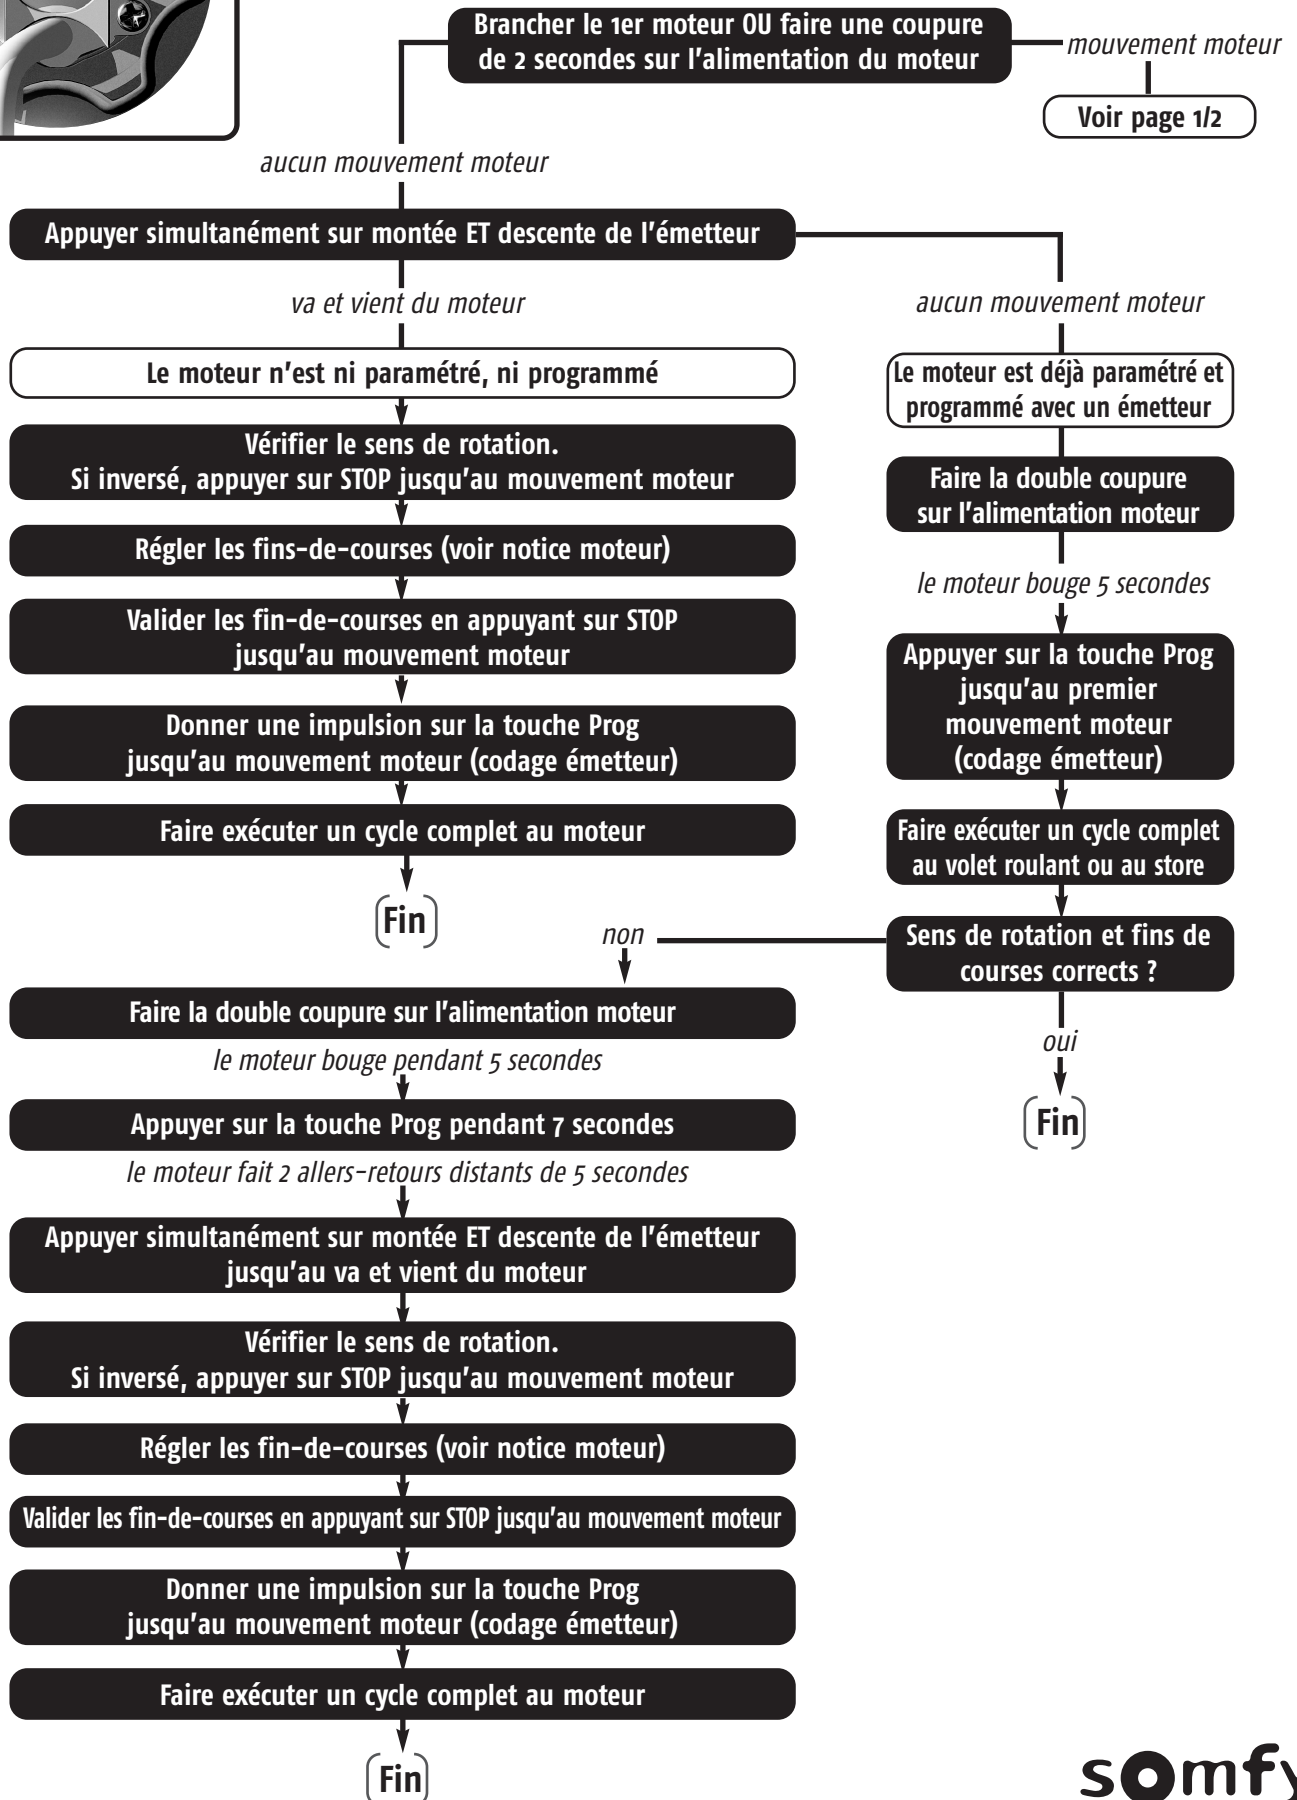 Brancher le 1er moteur OU faire une coupure
de 2 secondes sur l'alimentation du moteur
mouvement moteur
Voir page 1/2
aucun mouvement moteur
Appuyer simultanément sur montée ET descente de l'émetteur
va et vient du moteur
Le moteur n'est ni paramétré, ni programmé
Vérifier le sens de rotation.
Si inversé, appuyer sur STOP jusqu'au mouvement moteur
Régler les fins-de-courses (voir notice moteur)
Valider les fin-de-courses en appuyant sur STOP
jusqu'au mouvement moteur
Donner une impulsion sur la touche Prog
jusqu'au mouvement moteur (codage émetteur)
Faire exécuter un cycle complet au moteur
Fin
aucun mouvement moteur
Le moteur est déjà paramétré et
programmé avec un émetteur
Faire la double coupure
sur l'alimentation moteur
le moteur bouge 5 secondes
Appuyer sur la touche Prog
jusqu'au premier
mouvement moteur
(codage émetteur)
Faire exécuter un cycle complet
au volet roulant ou au store
Sens de rotation et fins de
courses corrects ?
oui
Fin
non
Faire la double coupure sur l'alimentation moteur
le moteur bouge pendant 5 secondes
Appuyer sur la touche Prog pendant 7 secondes
le moteur fait 2 allers-retours distants de 5 secondes
Appuyer simultanément sur montée ET descente de l'émetteur
jusqu'au va et vient du moteur
Vérifier le sens de rotation.
Si inversé, appuyer sur STOP jusqu'au mouvement moteur
Régler les fin-de-courses (voir notice moteur)
Valider les fin-de-courses en appuyant sur STOP jusqu'au mouvement moteur
Donner une impulsion sur la touche Prog
jusqu'au mouvement moteur (codage émetteur)
Faire exécuter un cycle complet au moteur
Fin
somfy